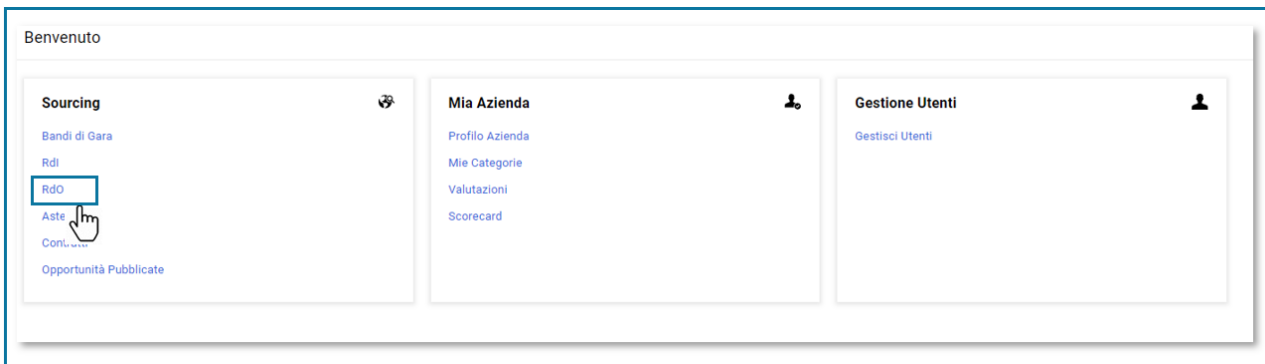 Benvenuto
Sourcing
Bandi di Gara
RdI
RdO
Aste
Opportunità Pubblicate
Mia Azienda
Profilo Azienda
Mie Categorie
Valutazioni
Scorecard
Gestione Utenti
Gestisci Utenti